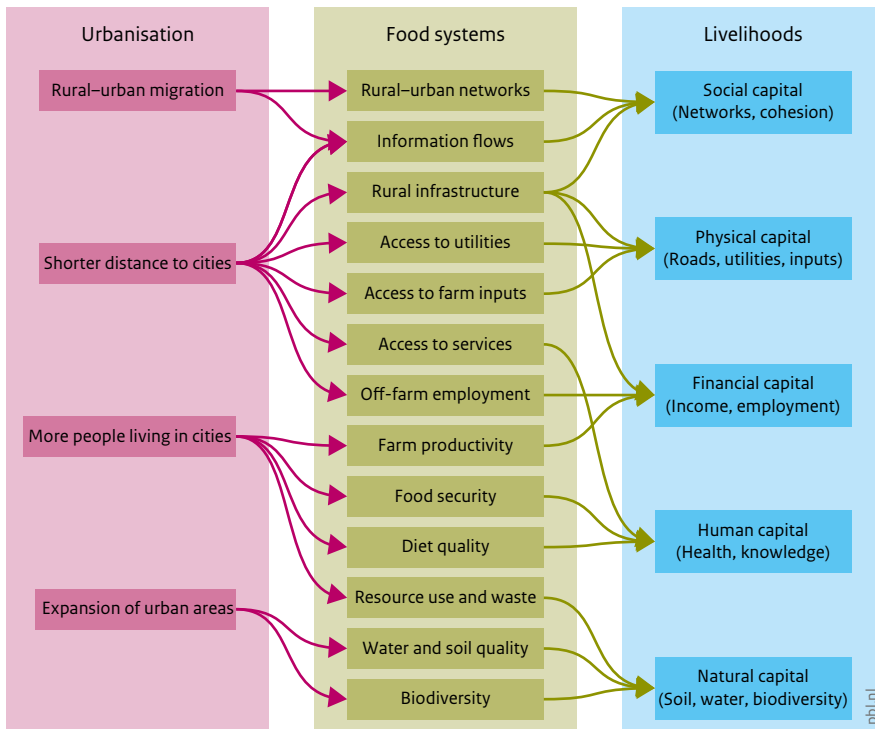 Urbanisation
Rural–urban migration
Shorter distance to cities
More people living in cities
Expansion of urban areas
Food systems
Rural–urban networks
Information flows
Rural infrastructure
Access to utilities
Access to farm inputs
Access to services
Off-farm employment
Farm productivity
Food security
Diet quality
Resource use and waste
Water and soil quality
Biodiversity
Livelihoods
Social capital
(Networks, cohesion)
Physical capital
(Roads, utilities, inputs)
Financial capital
(Income, employment)
Human capital
(Health, knowledge)
Natural capital
(Soil, water, biodiversity)
pbl.nl